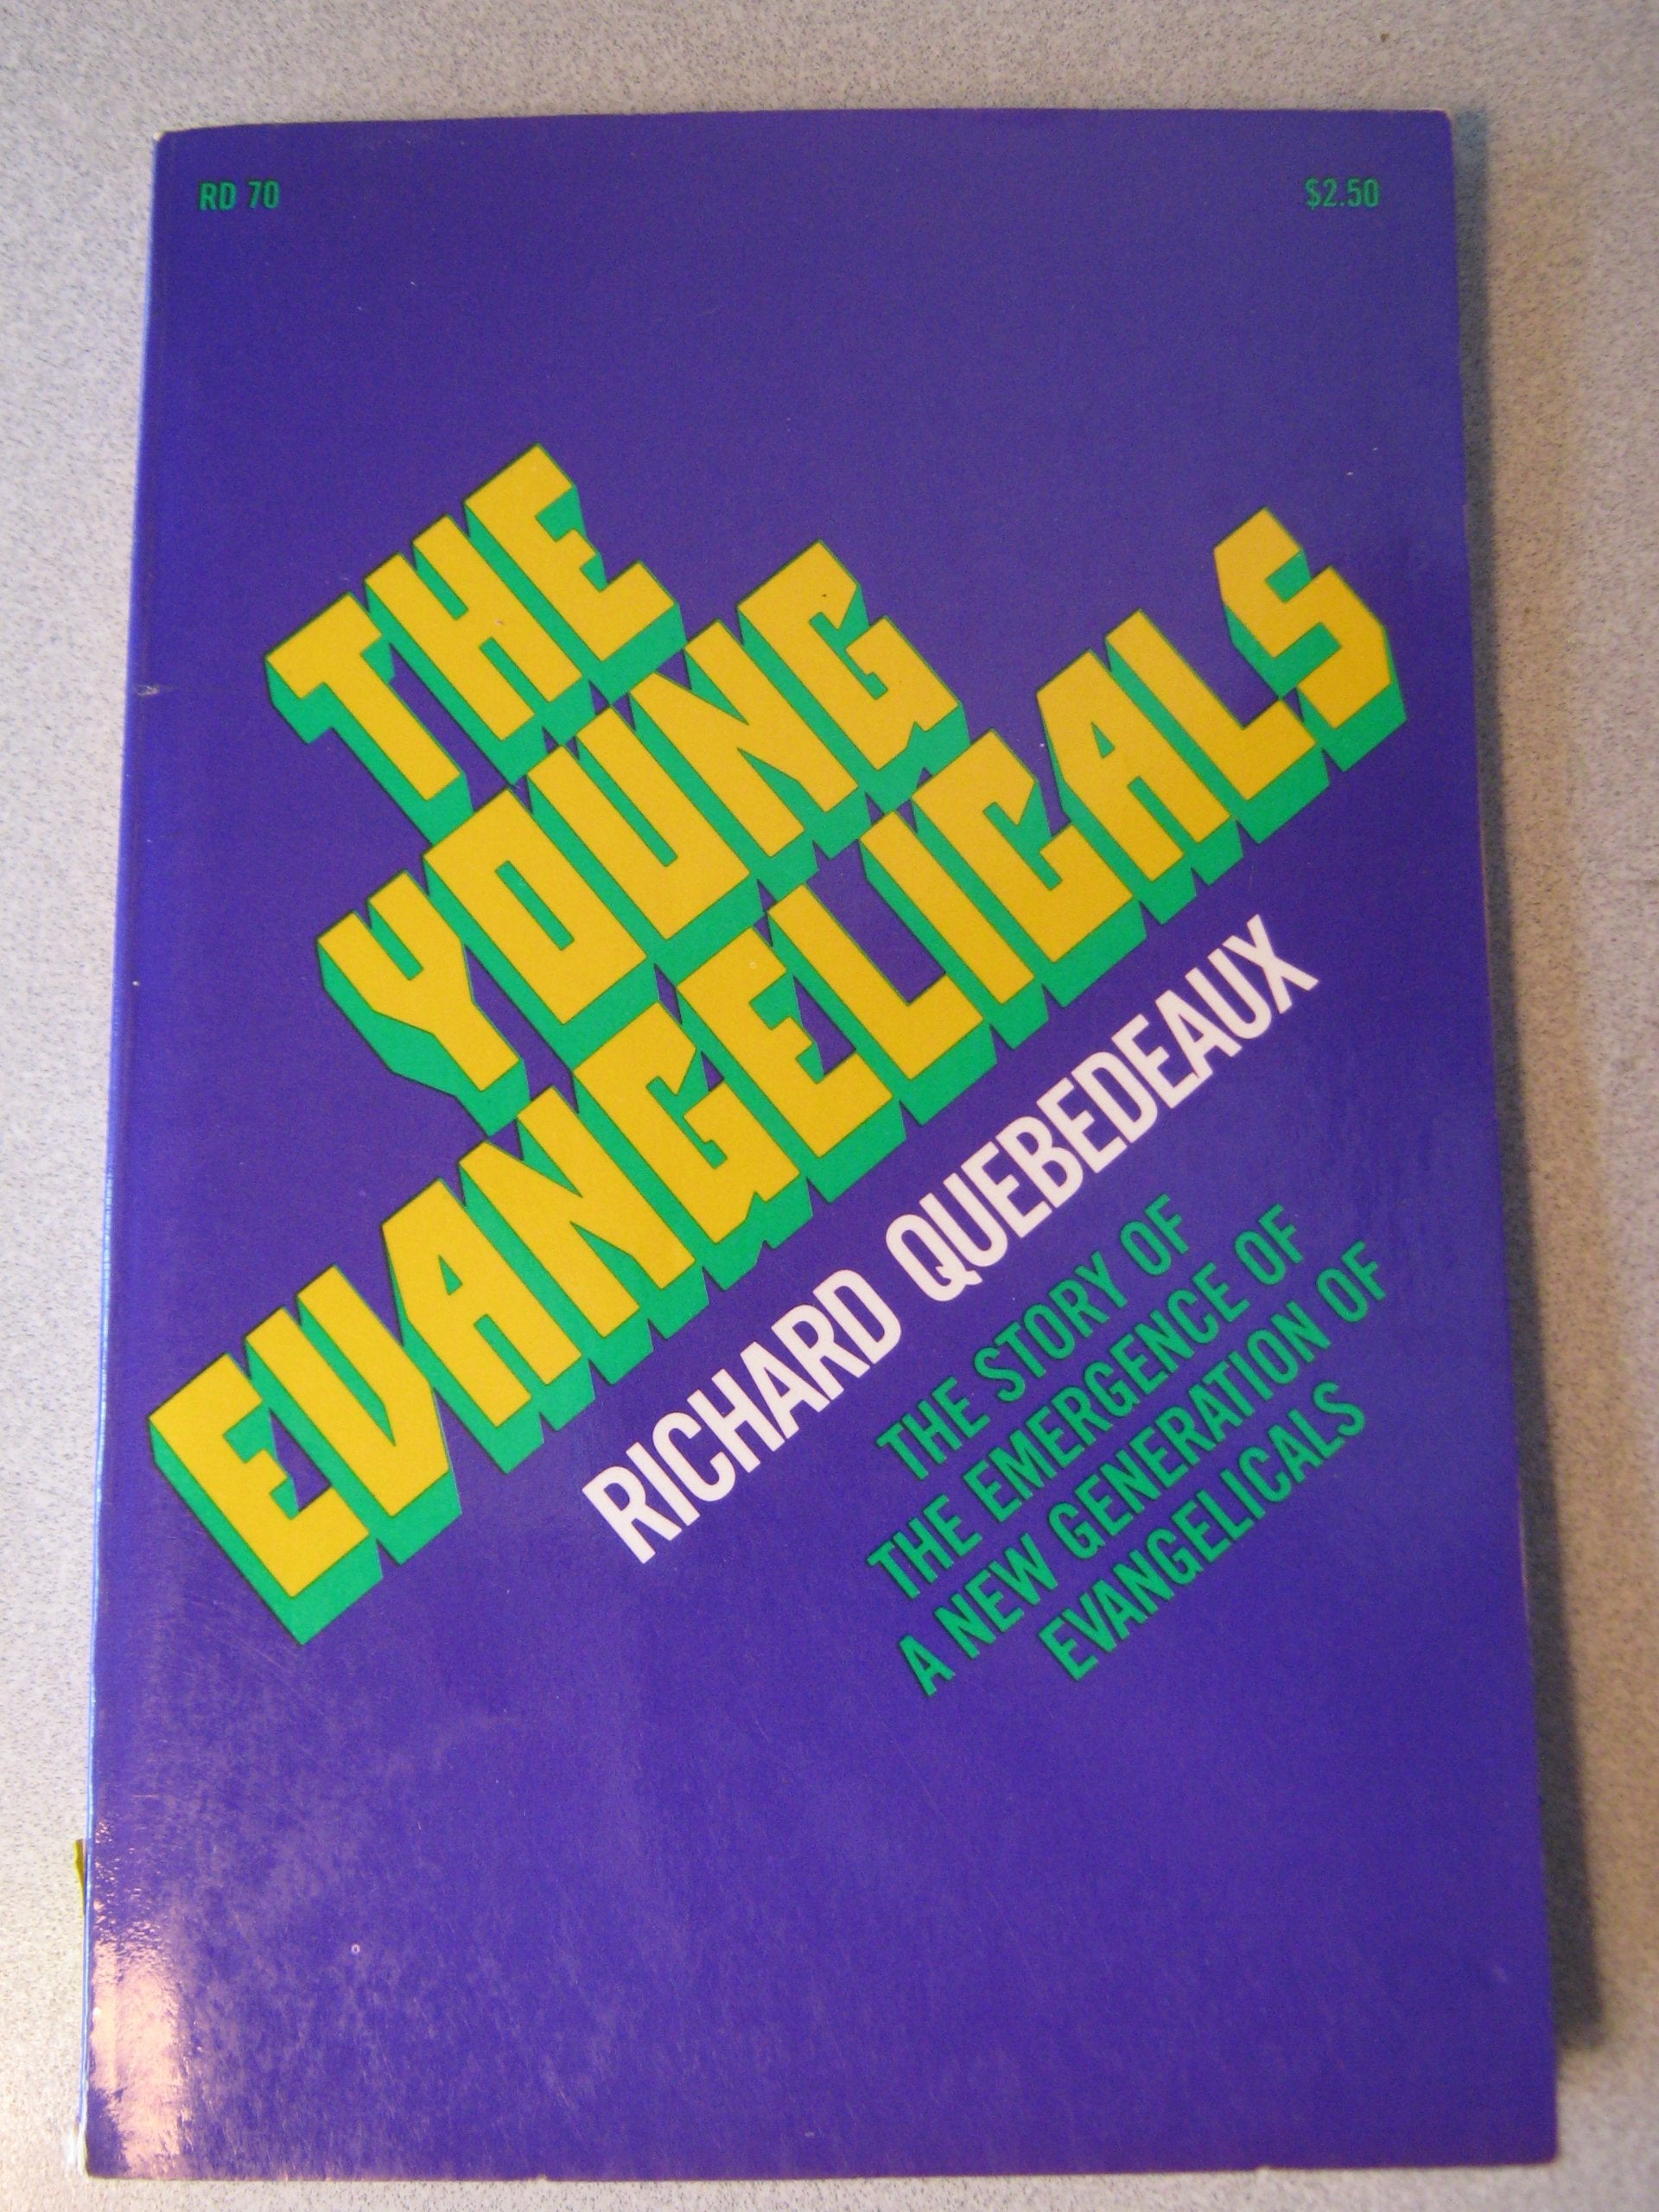 RD 70
$2.50
THE
YOUNG
EVANGELICALS
RICHARD QUEBEDEAUX
THE STORY OF
THE EMERGENCE OF
A NEW GENERATION OF
EVANGELICALS